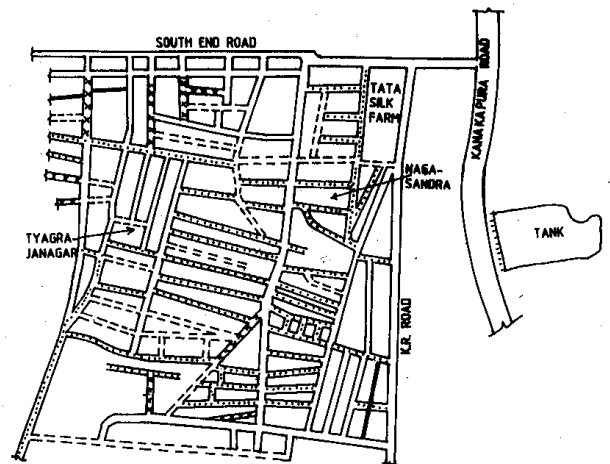 SOUTH END ROAD
TATA
SILK
FARM
KANAKAPURA ROAD
NAGA-
SANDRA
TYAGRA-
JANAGAR
TANK
K.R. ROAD